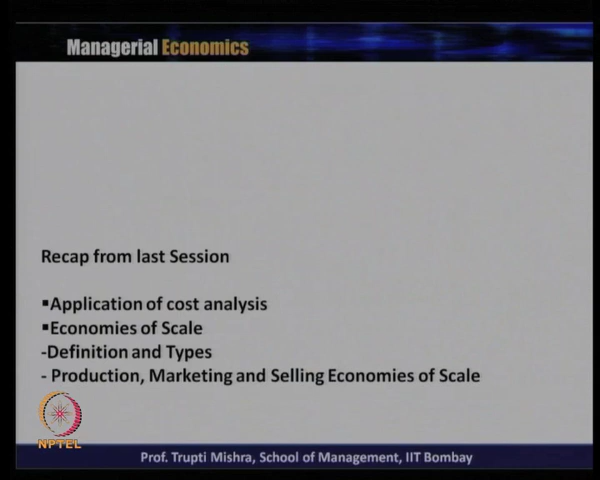 Managerial Economics
Recap from last Session
▪Application of cost analysis
▪Economies of Scale
-Definition and Types
- Production, Marketing and Selling Economies of Scale
NPTEL
Prof. Trupti Mishra, School of Management, IIT Bombay